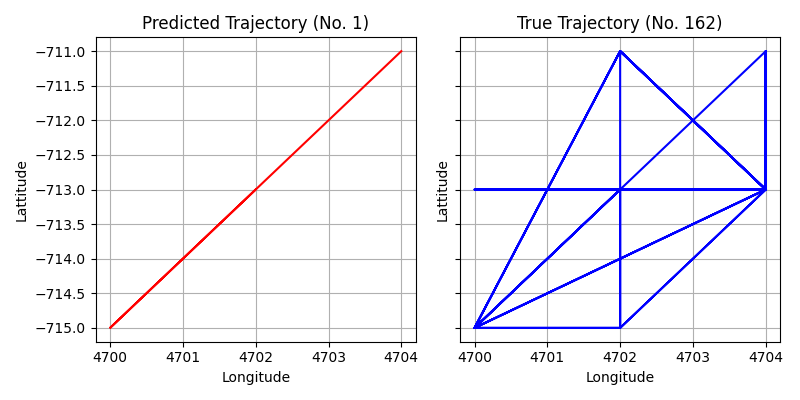 Predicted Trajectory (No. 1)
True Trajectory (No. 162)
Lattitude
−711.0
−711.5
−712.0
−712.5
−713.0
−713.5
−714.0
−714.5
−715.0
4700 4701 4702 4703 4704
Longitude
Lattitude
4700 4701 4702 4703 4704
Longitude